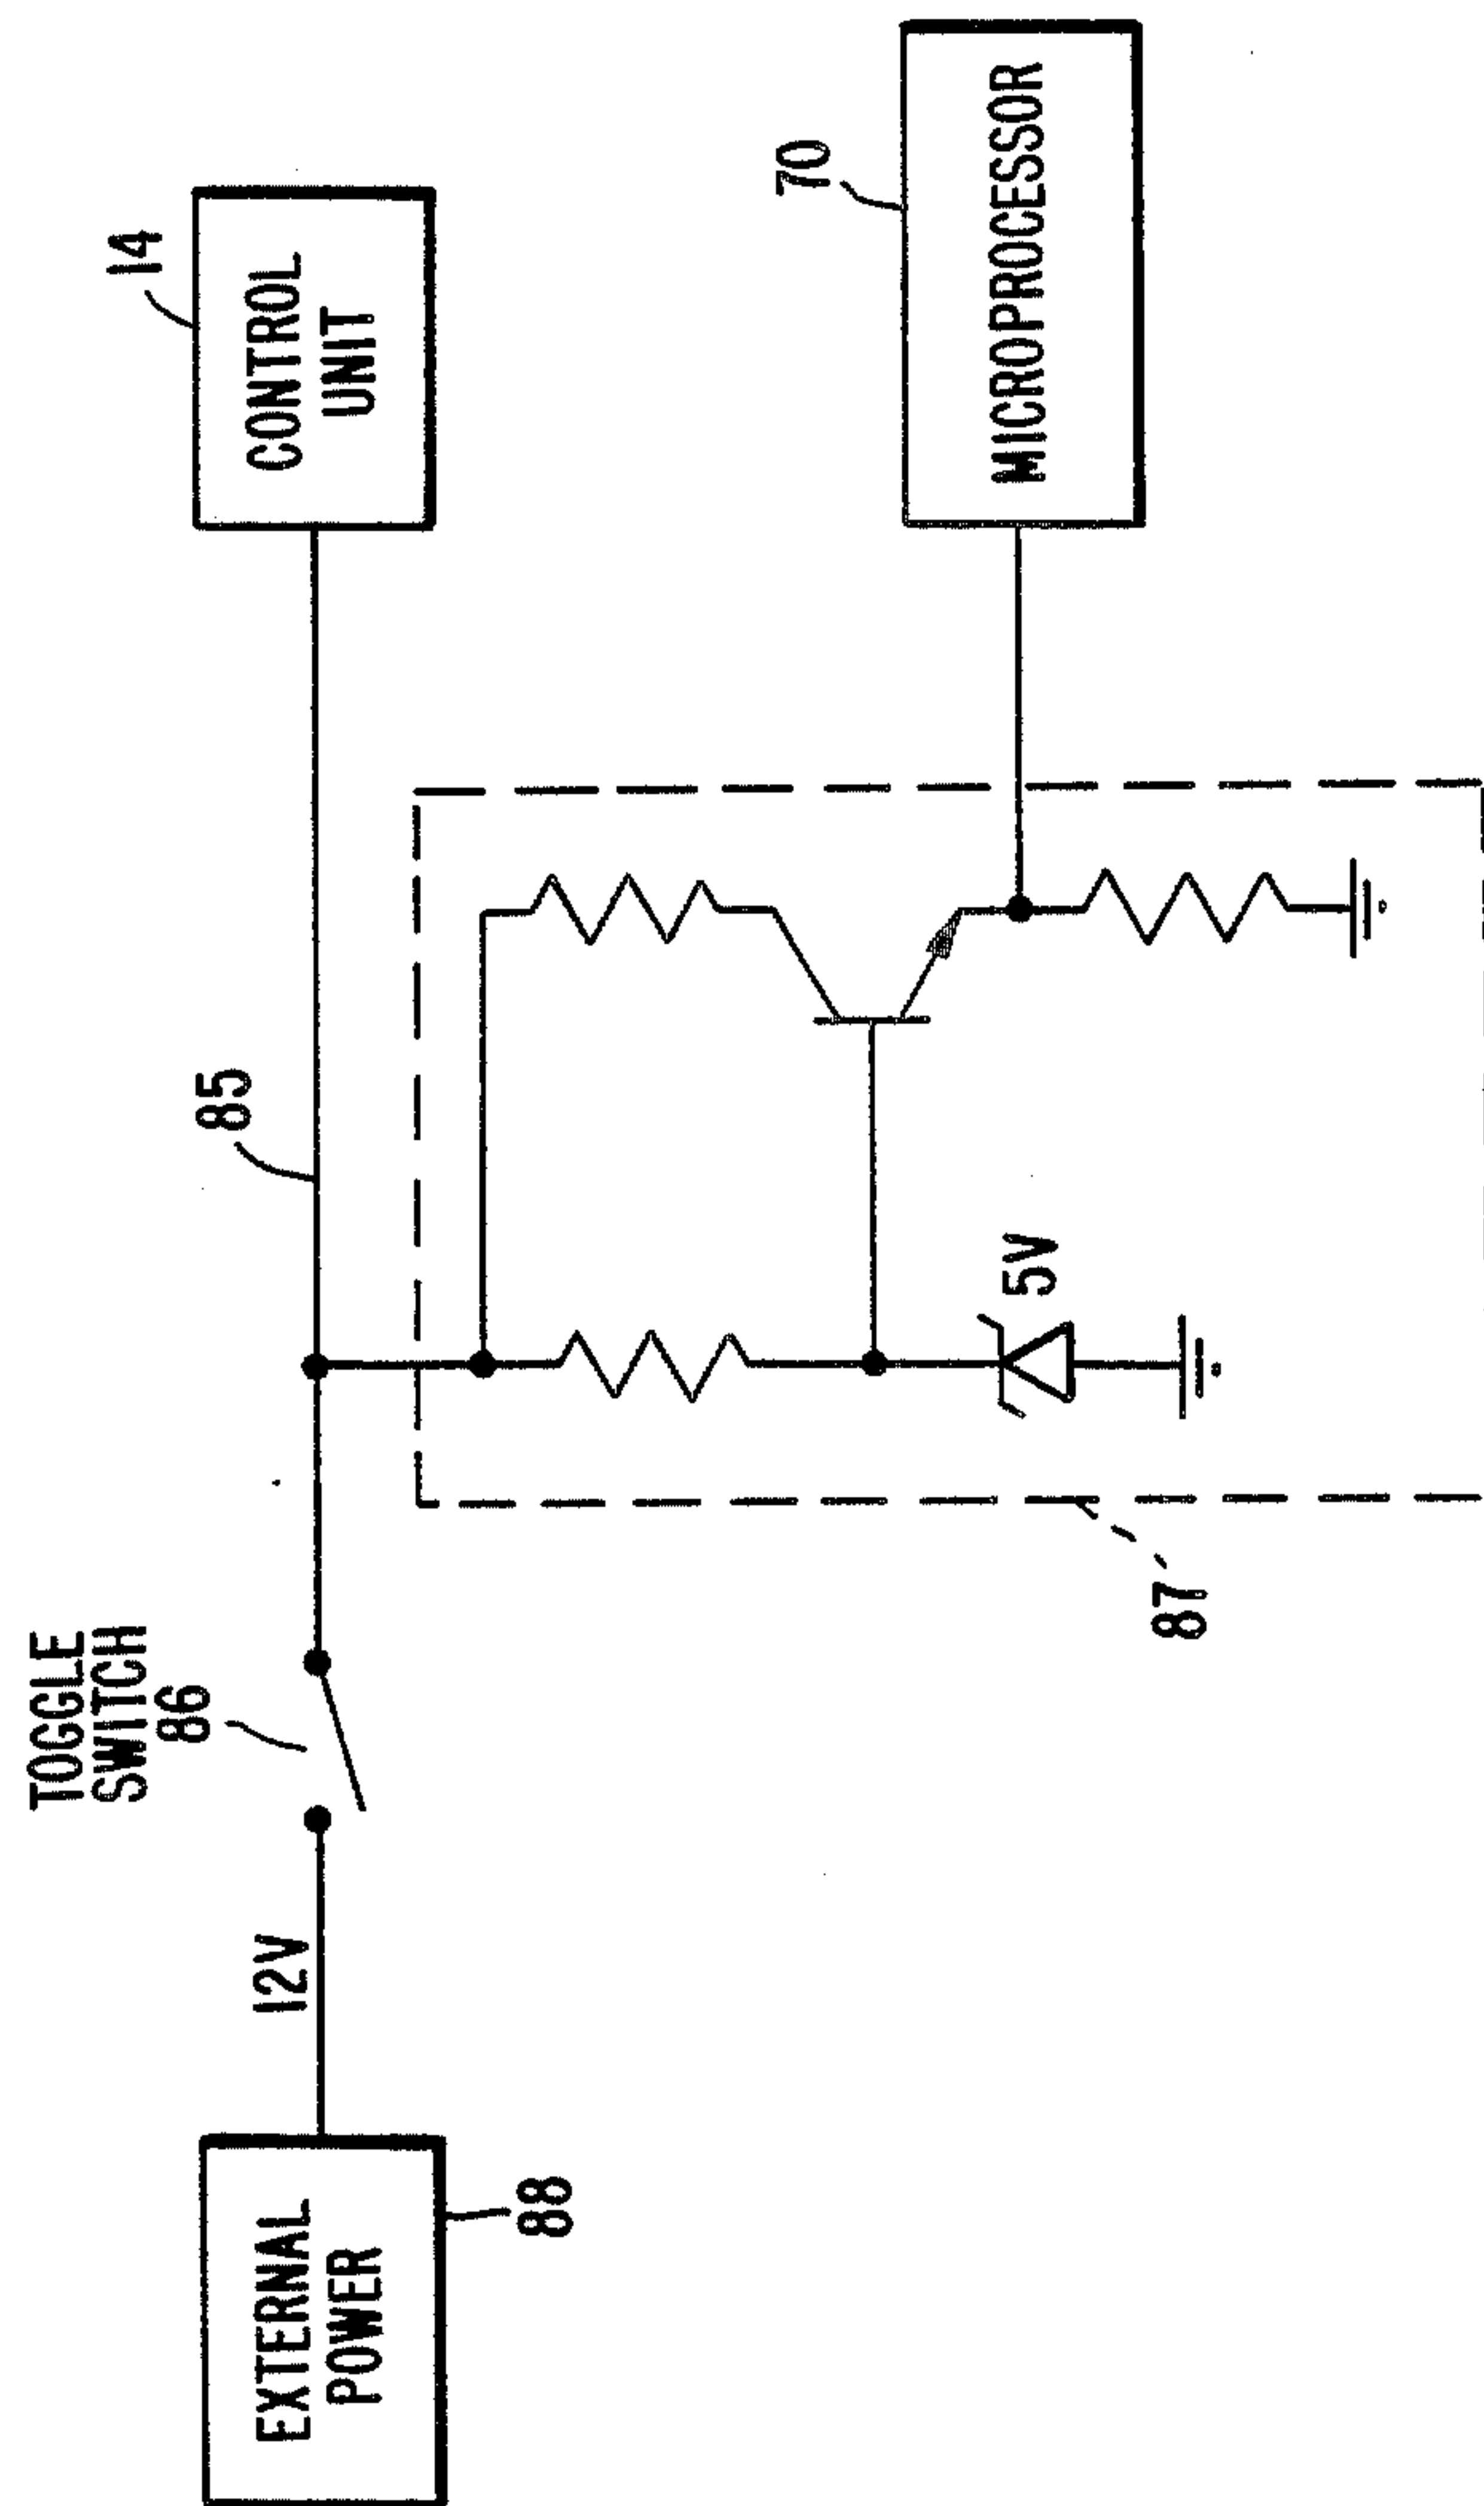 EXTERNAL
POWER
88
12V
TOGGLE
SWITCH
86
85
14
CONTROL
UNIT
87
5V
70
MICROPROCESSOR